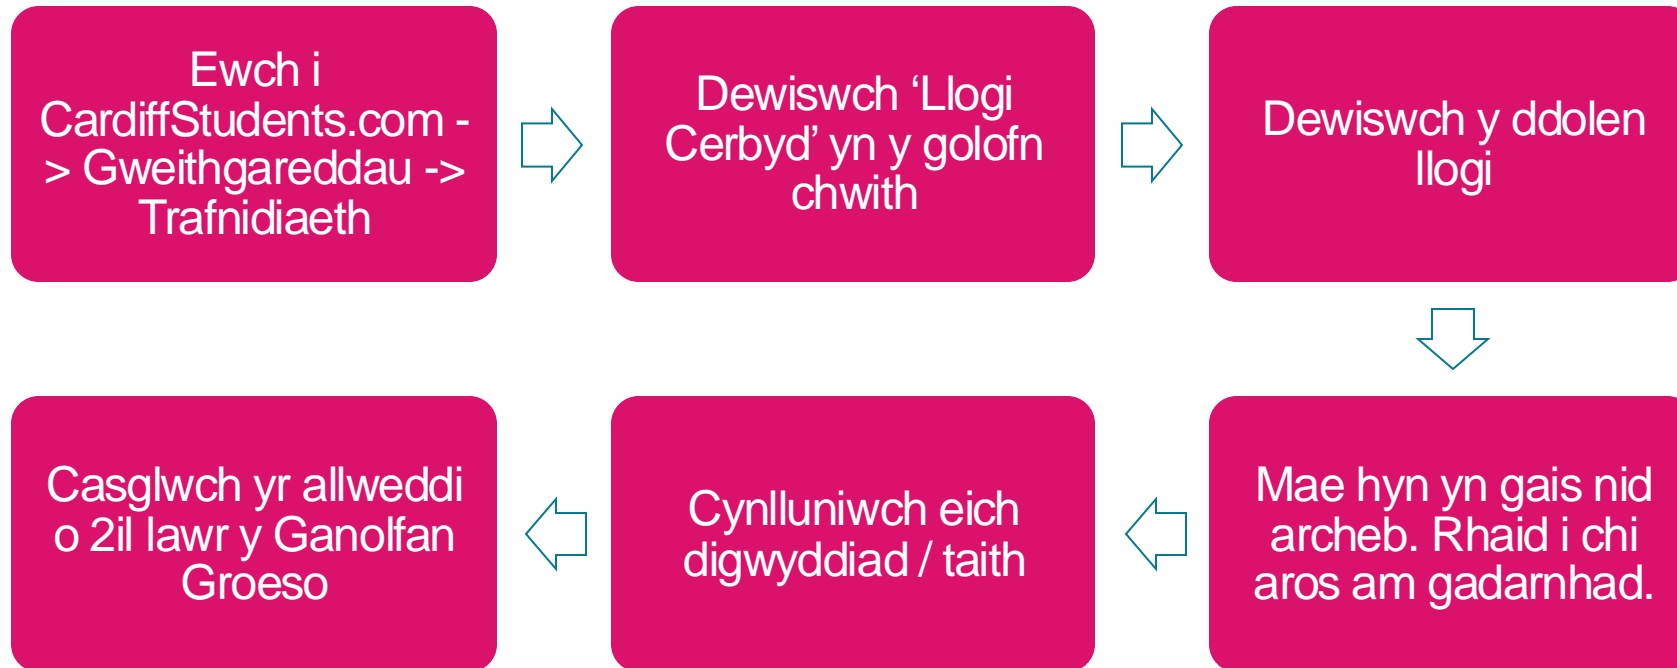 Ewch i
CardiffStudents.com -
> Gweithgareddau ->
Trafnidiaeth
Dewiswch ‘Llogi
Cerbyd’ yn y golofn
chwith
Dewiswch y ddolen
llogi
Mae hyn yn gais nid
archeb. Rhaid i chi
aros am gadarnhad.
Cynlluniwch eich
digwyddiad / taith
Casglwch yr allweddi
o 2il lawr y Ganolfan
Groeso